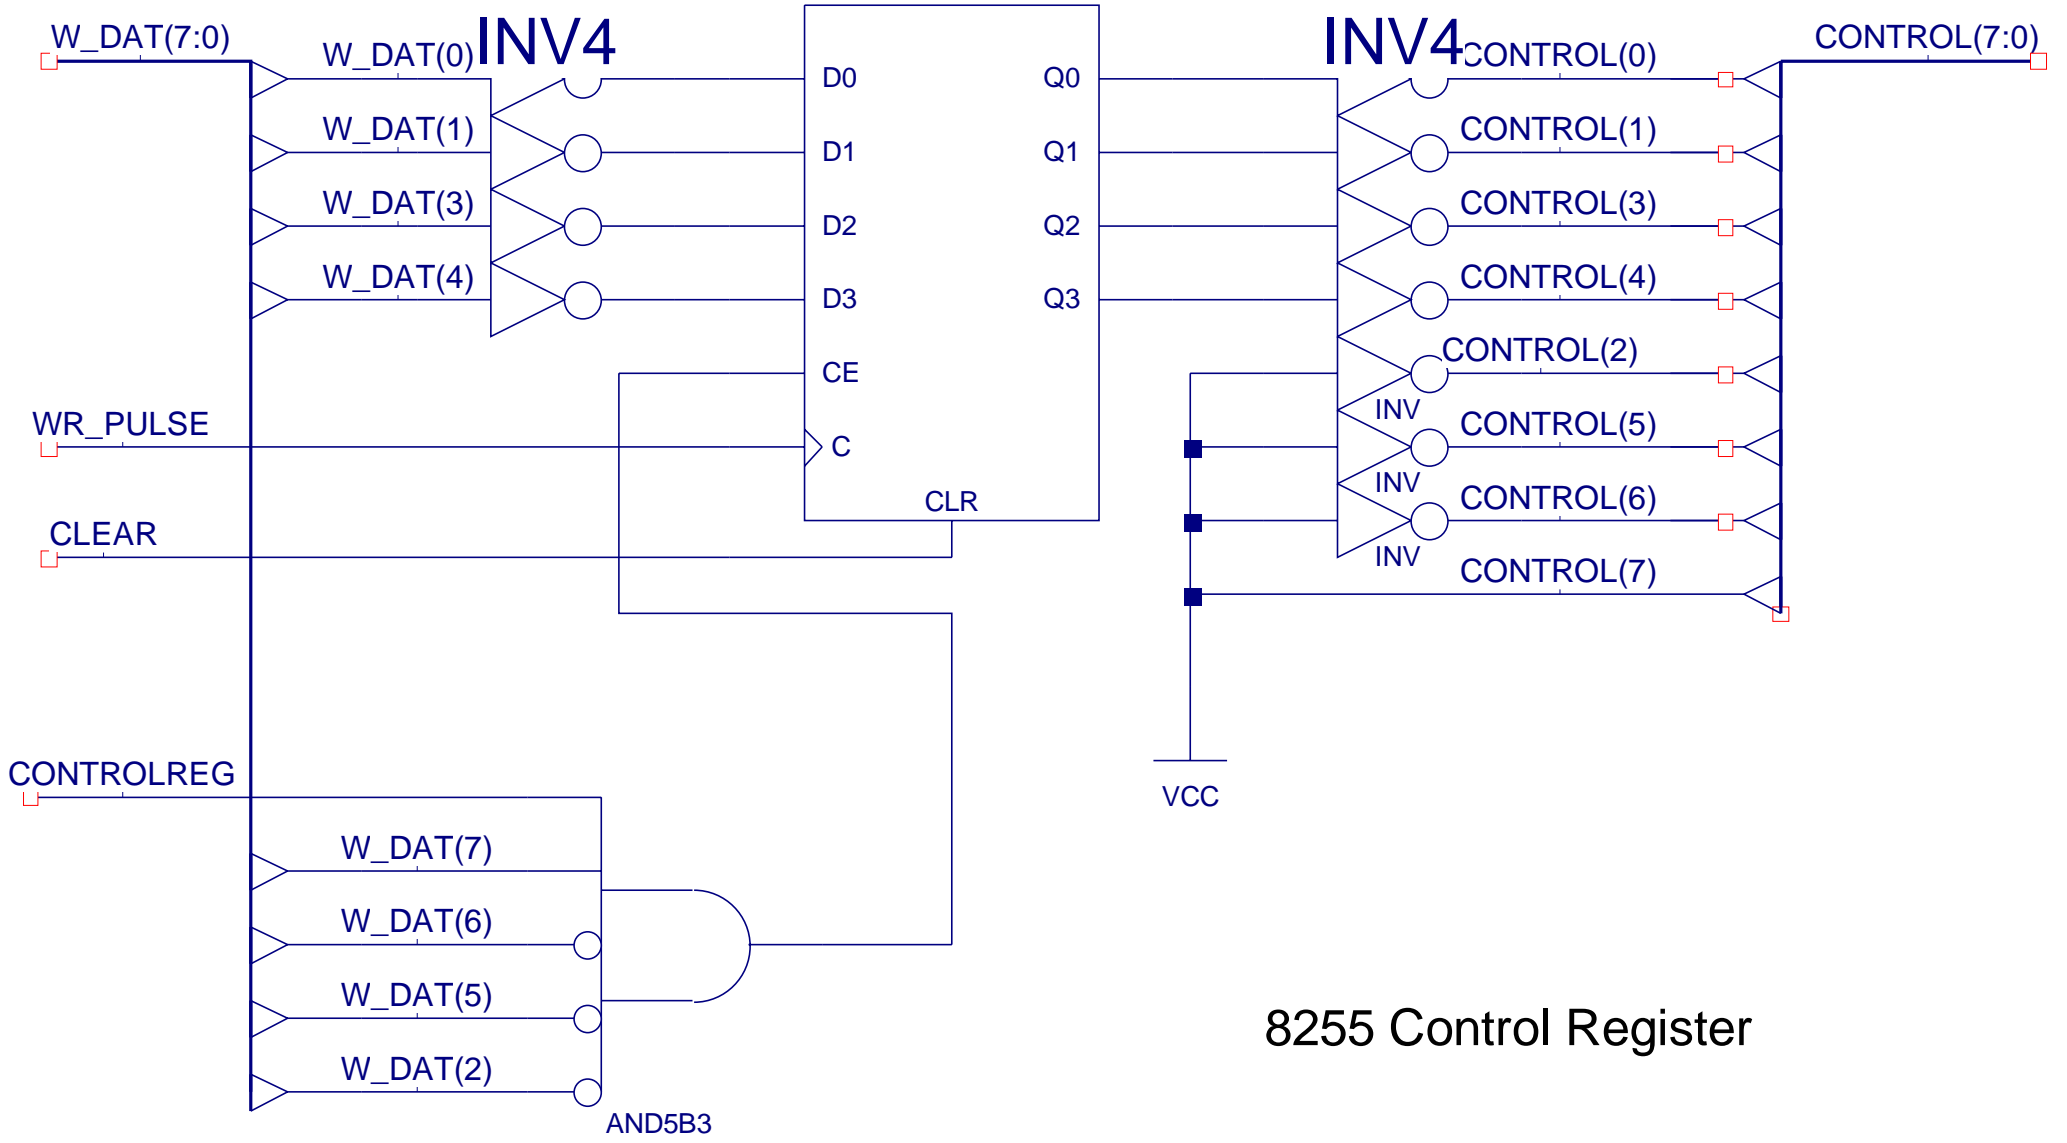 W_DAT(7:0)
W_DAT(0)
INV4
D0
Q0
INV4
CONTROL(0)
CONTROL(7:0)
W_DAT(1)
D1
Q1
CONTROL(1)
W_DAT(3)
D2
Q2
CONTROL(3)
W_DAT(4)
D3
Q3
CONTROL(4)
CE
CONTROL(2)
INV
WR_PULSE
C
CONTROL(5)
INV
CLEAR
CLR
CONTROL(6)
INV
CONTROL(7)
CONTROLREG
VCC
W_DAT(7)
W_DAT(6)
W_DAT(5)
W_DAT(2)
AND5B3
8255 Control Register